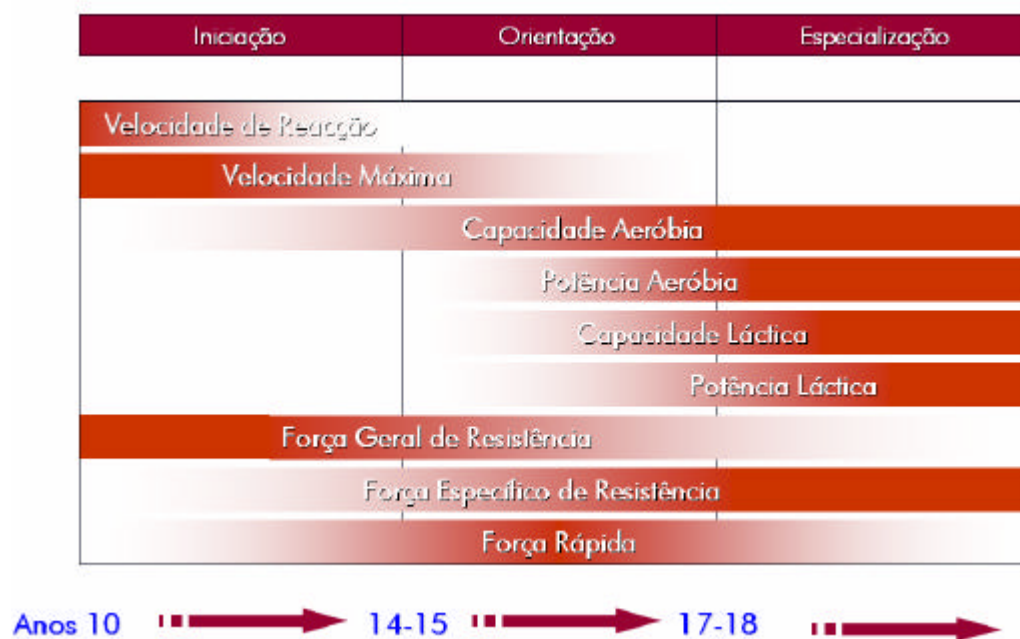 Iniciação Orientação Especialização
Velocidade de Reacção
Velocidade Máxima
Capacidade Aeróbia
Potência Aeróbia
Capacidade Láctica
Potência Láctica
Força Geral de Resistência
Força Específico de Resistência
Força Rápida
Anos 10 14-15 17-18